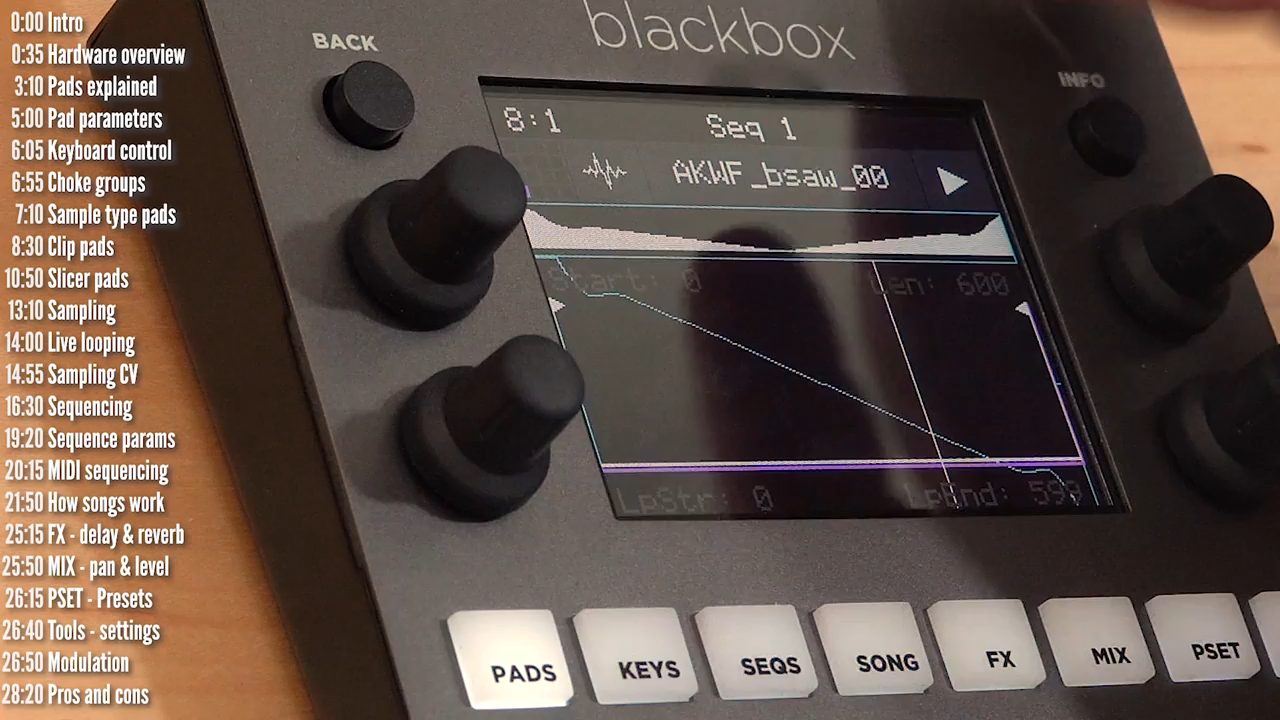 0:00 Intro
0:35 Hardware overview
3:10 Pads explained
5:00 Pad parameters
6:05 Keyboard control
6:55 Choke groups
7:10 Sample type pads
8:30 Clip pads
10:50 Slicer pads
13:10 Sampling
14:00 Live looping
14:55 Sampling CV
16:30 Sequencing
19:20 Sequence params
20:15 MIDI sequencing
21:50 How songs work
25:15 FX - delay & reverb
25:50 MIX - pan & level
26:15 PSET - Presets
26:40 Tools - settings
26:50 Modulation
28:20 Pros and cons
blackbox
BACK
INFO
8:1 Seq 1
AKWF_bsaw_00
Start: 0 Len: 600
LpStr: 0 LpEnd: 599
PADS KEYS SEQS SONG FX MIX PSET